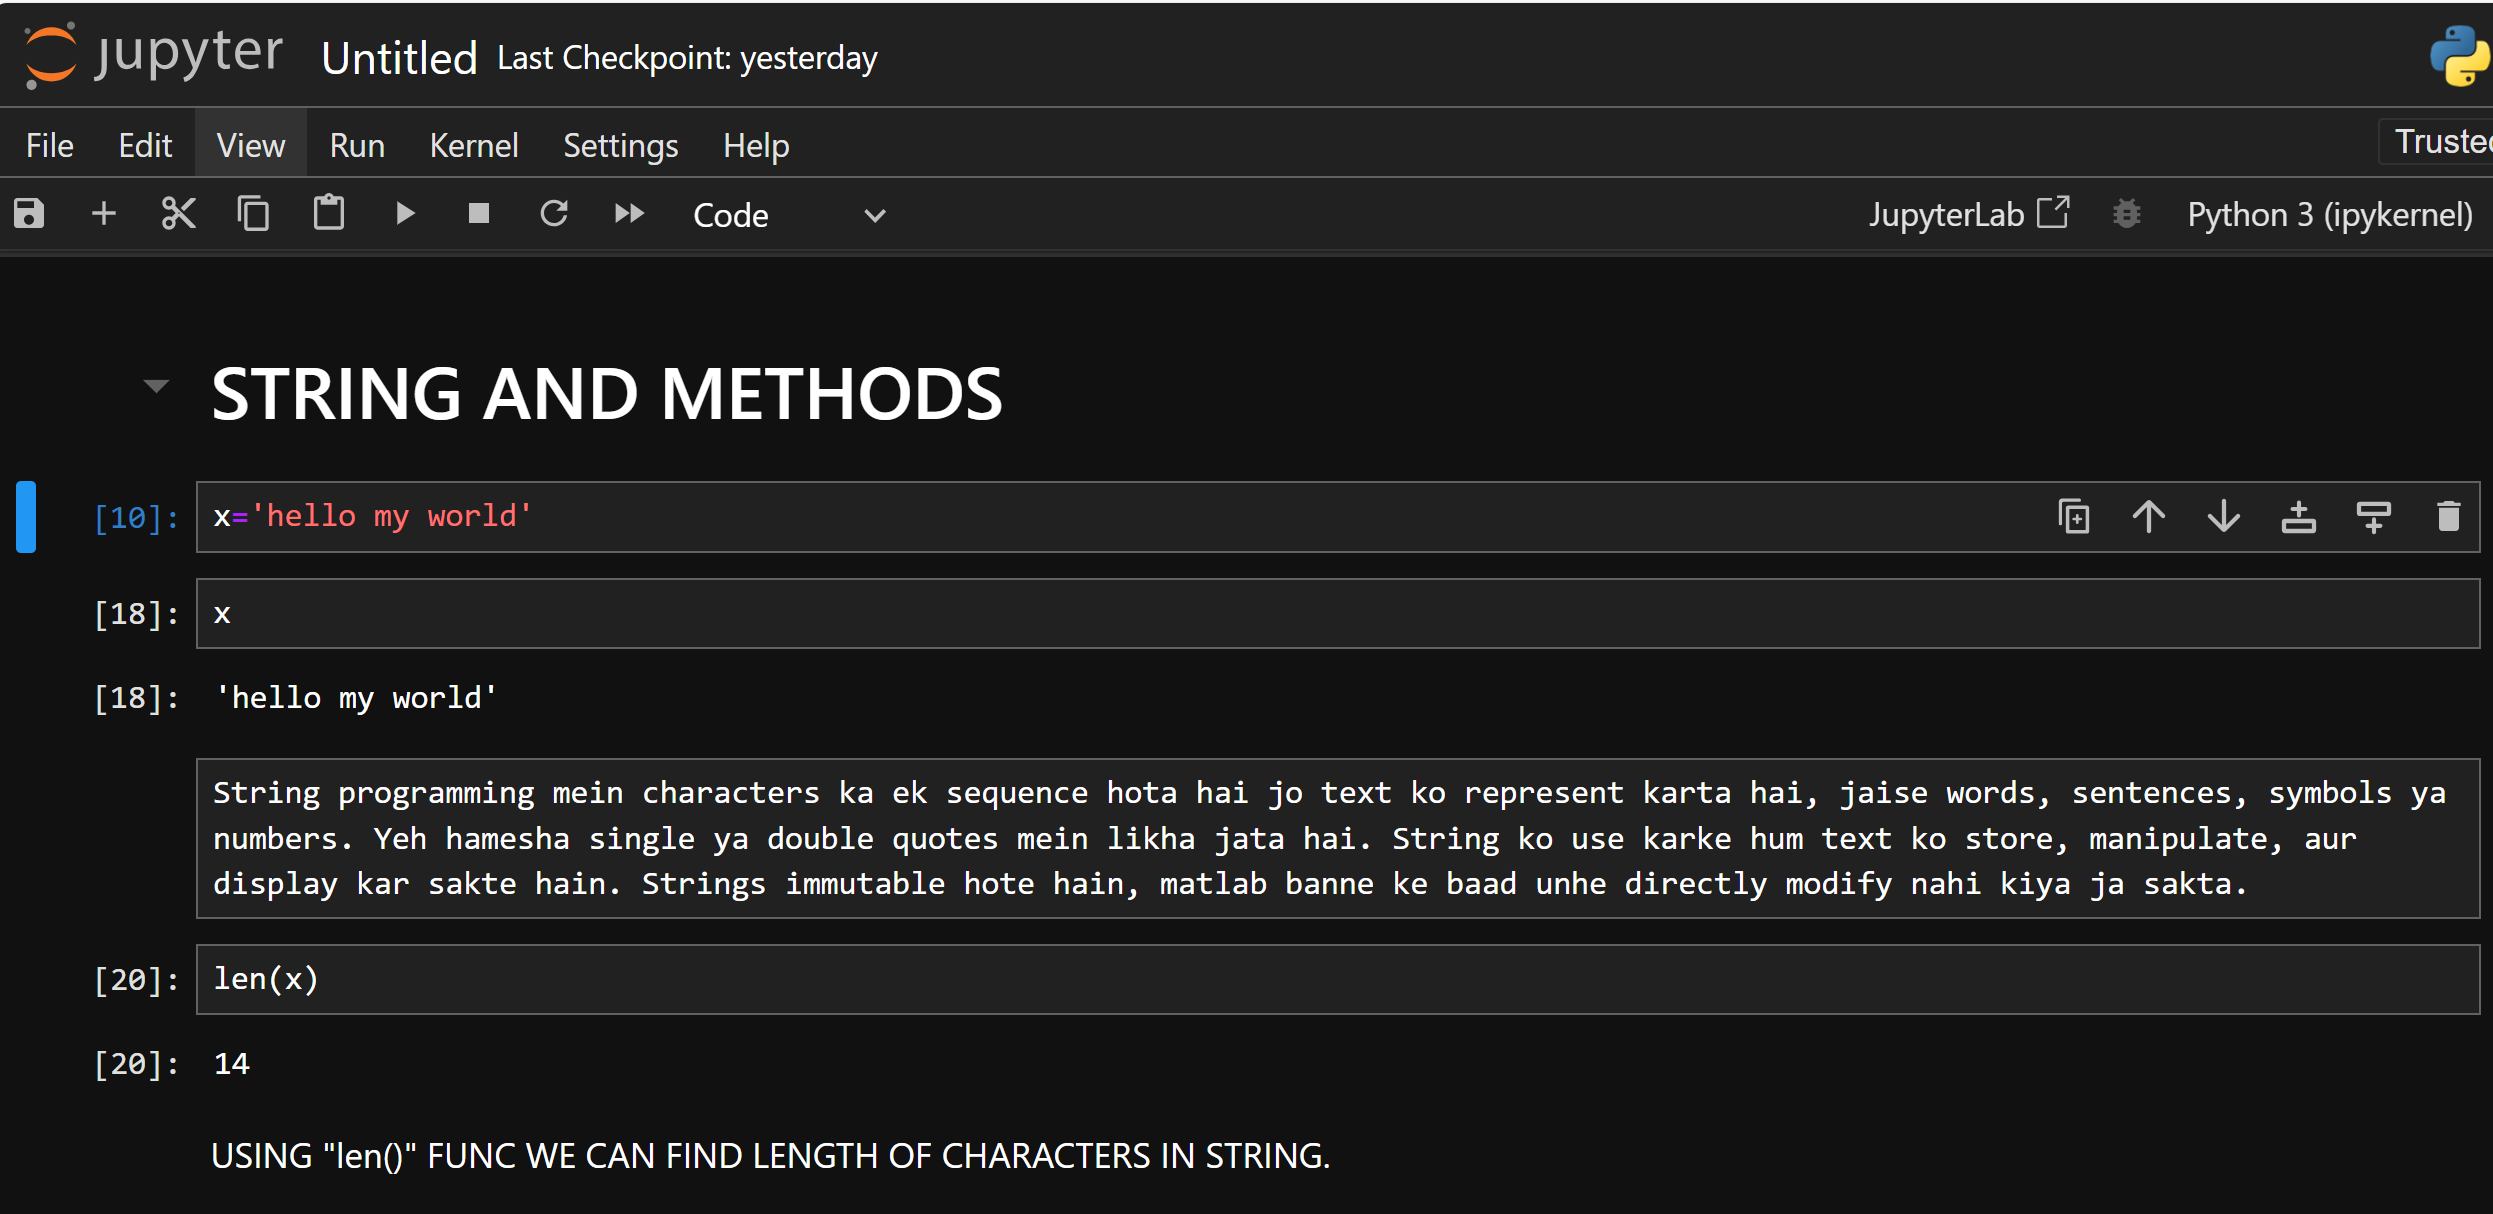 jupyter Untitled Last Checkpoint: yesterday
File Edit View Run Kernel Settings Help Trusted
Code JupyterLab Python 3 (ipykernel)
STRING AND METHODS
[10]: x='hello my world'
[18]: x
[18]: 'hello my world'
String programming mein characters ka ek sequence hota hai jo text ko represent karta hai, jaise words, sentences, symbols ya
numbers. Yeh hamesha single ya double quotes mein likha jata hai. String ko use karke hum text ko store, manipulate, aur
display kar sakte hain. Strings immutable hote hain, matlab banne ke baad unhe directly modify nahi kiya ja sakta.
[20]: len(x)
[20]: 14
USING "len()" FUNC WE CAN FIND LENGTH OF CHARACTERS IN STRING.